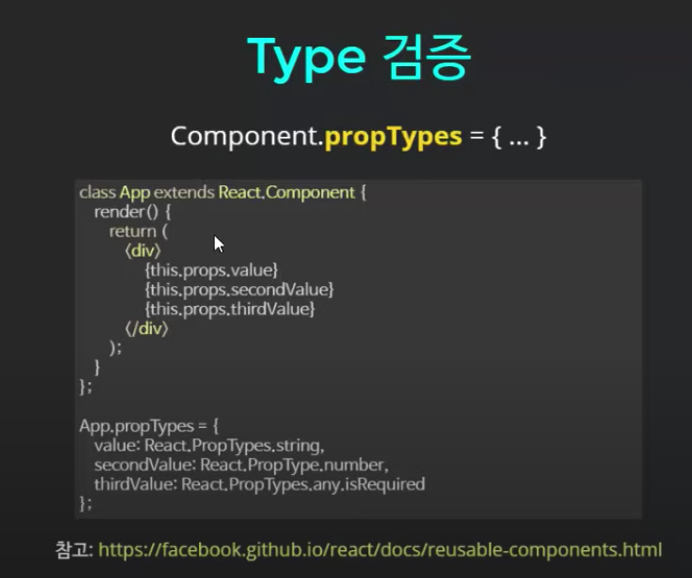 Type 검증
Component.propTypes = { ... }
class App extends React.Component {
render() {
return (
<div>
{this.props.value}
{this.props.secondValue}
{this.props.thirdValue}
</div>
);
}
};
App.propTypes = {
value: React.PropTypes.string,
secondValue: React.PropType.number,
thirdValue: React.PropTypes.any.isRequired
};
참고: https://facebook.github.io/react/docs/reusable-components.html